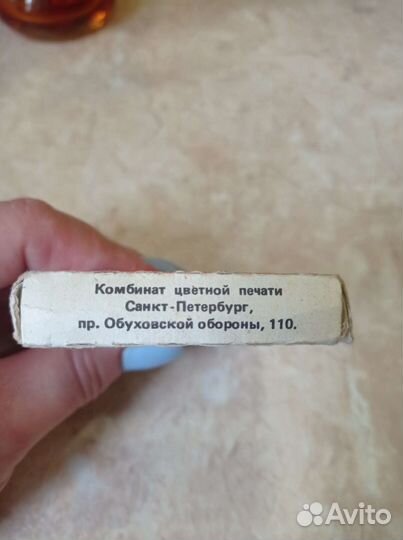 Комбинат цветной печати
Санкт-Петербург,
пр. Обуховской обороны, 110.
Avito